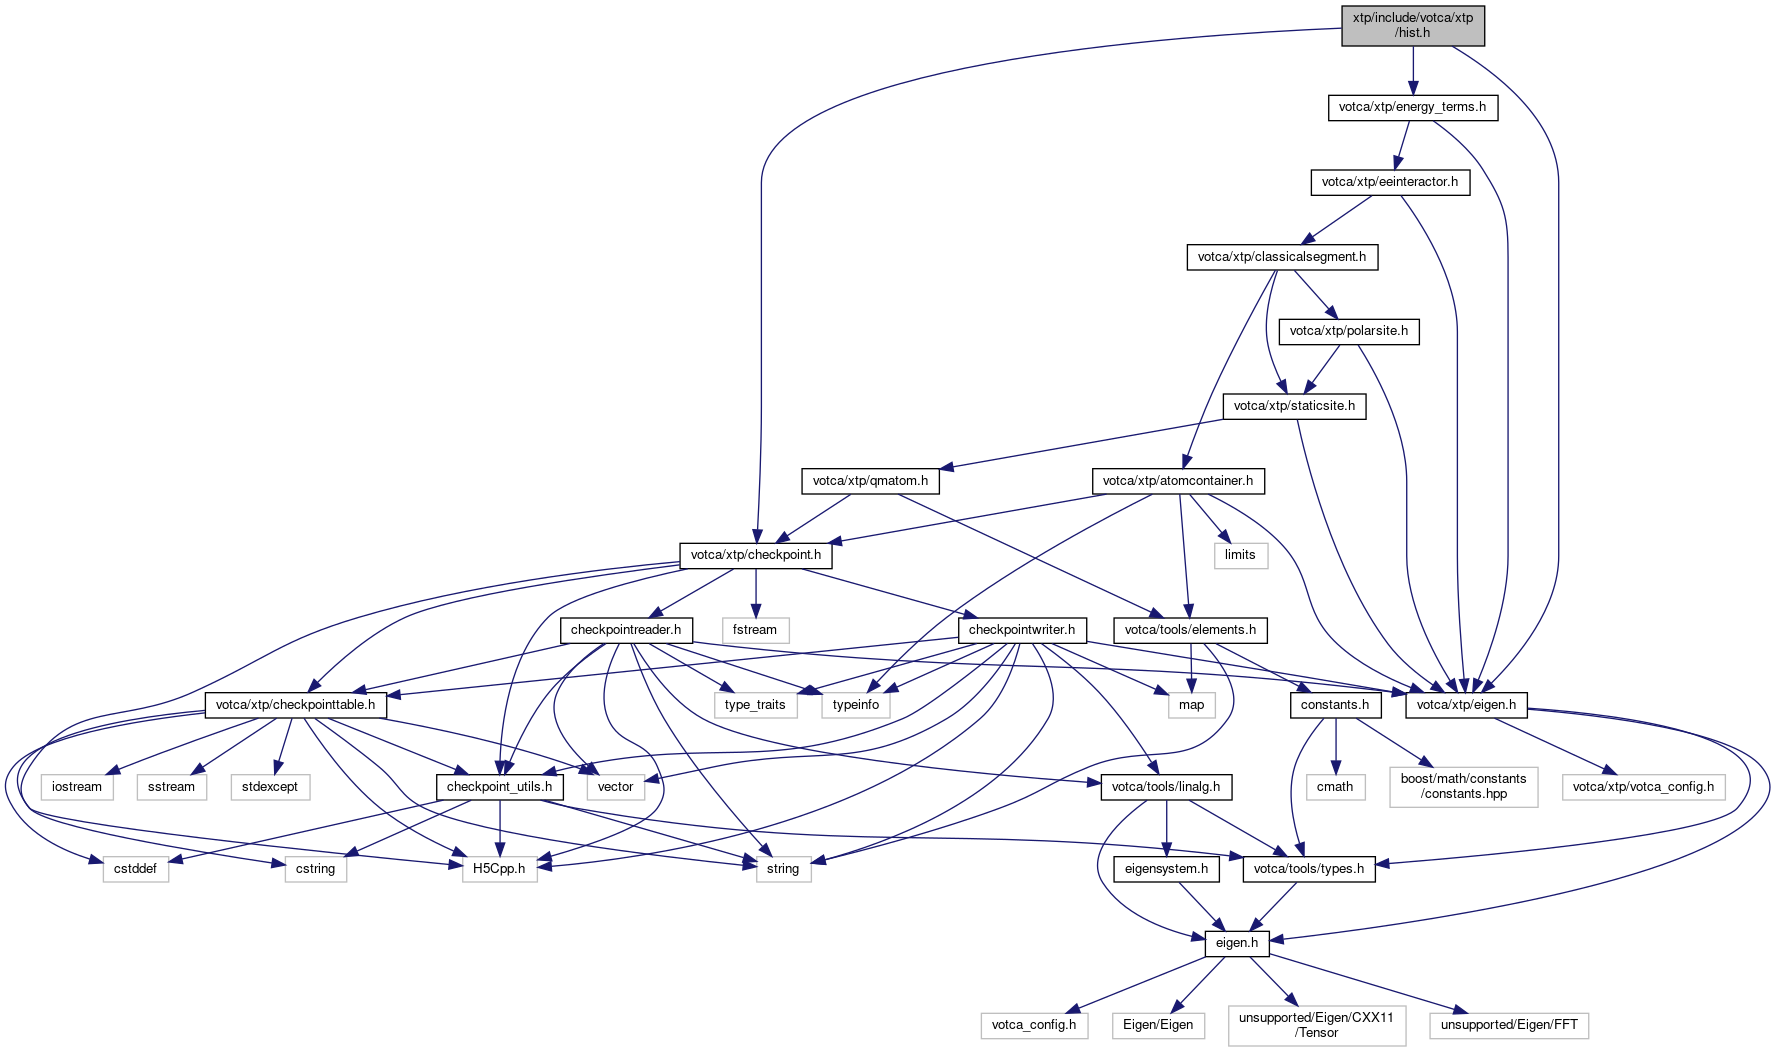 xtp/include/votca/xtp
/hist.h
votca/xtp/energy_terms.h
votca/xtp/eeinteractor.h
votca/xtp/classicalsegment.h
votca/xtp/polarsite.h
votca/xtp/staticsite.h
votca/xtp/qmatom.h
votca/xtp/atomcontainer.h
votca/xtp/checkpoint.h
limits
checkpointreader.h
fstream
checkpointwriter.h
votca/tools/elements.h
votca/xtp/checkpointtable.h
type_traits
typeinfo
map
constants.h
votca/xtp/eigen.h
iostream
sstream
stdexcept
checkpoint_utils.h
vector
votca/tools/linalg.h
cmath
boost/math/constants
/constants.hpp
votca/xtp/votca_config.h
cstddef
cstring
H5Cpp.h
string
eigensystem.h
votca/tools/types.h
eigen.h
votca_config.h
Eigen/Eigen
unsupported/Eigen/CXX11
/Tensor
unsupported/Eigen/FFT